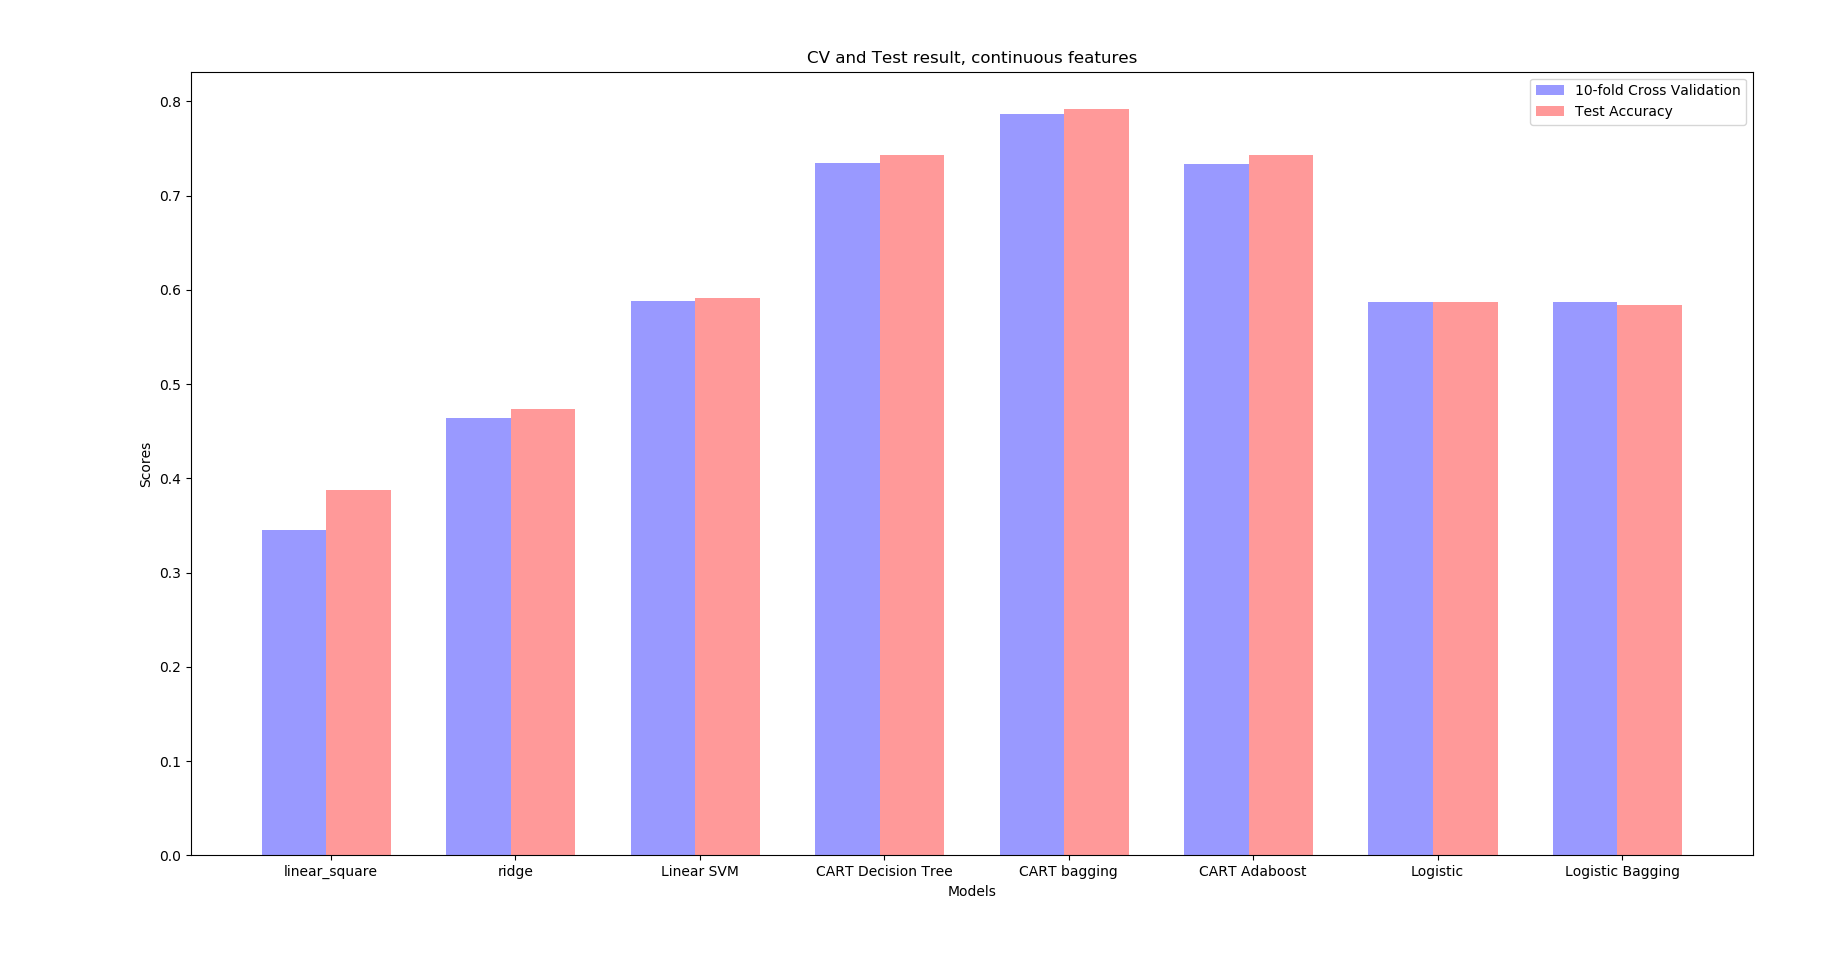 CV and Test result, continuous features
10-fold Cross Validation
Test Accuracy
0.8
0.7
0.6
0.5
0.4
0.3
0.2
0.1
0.0
Scores
linear_square ridge Linear SVM CART Decision Tree CART bagging CART Adaboost Logistic Logistic Bagging
Models